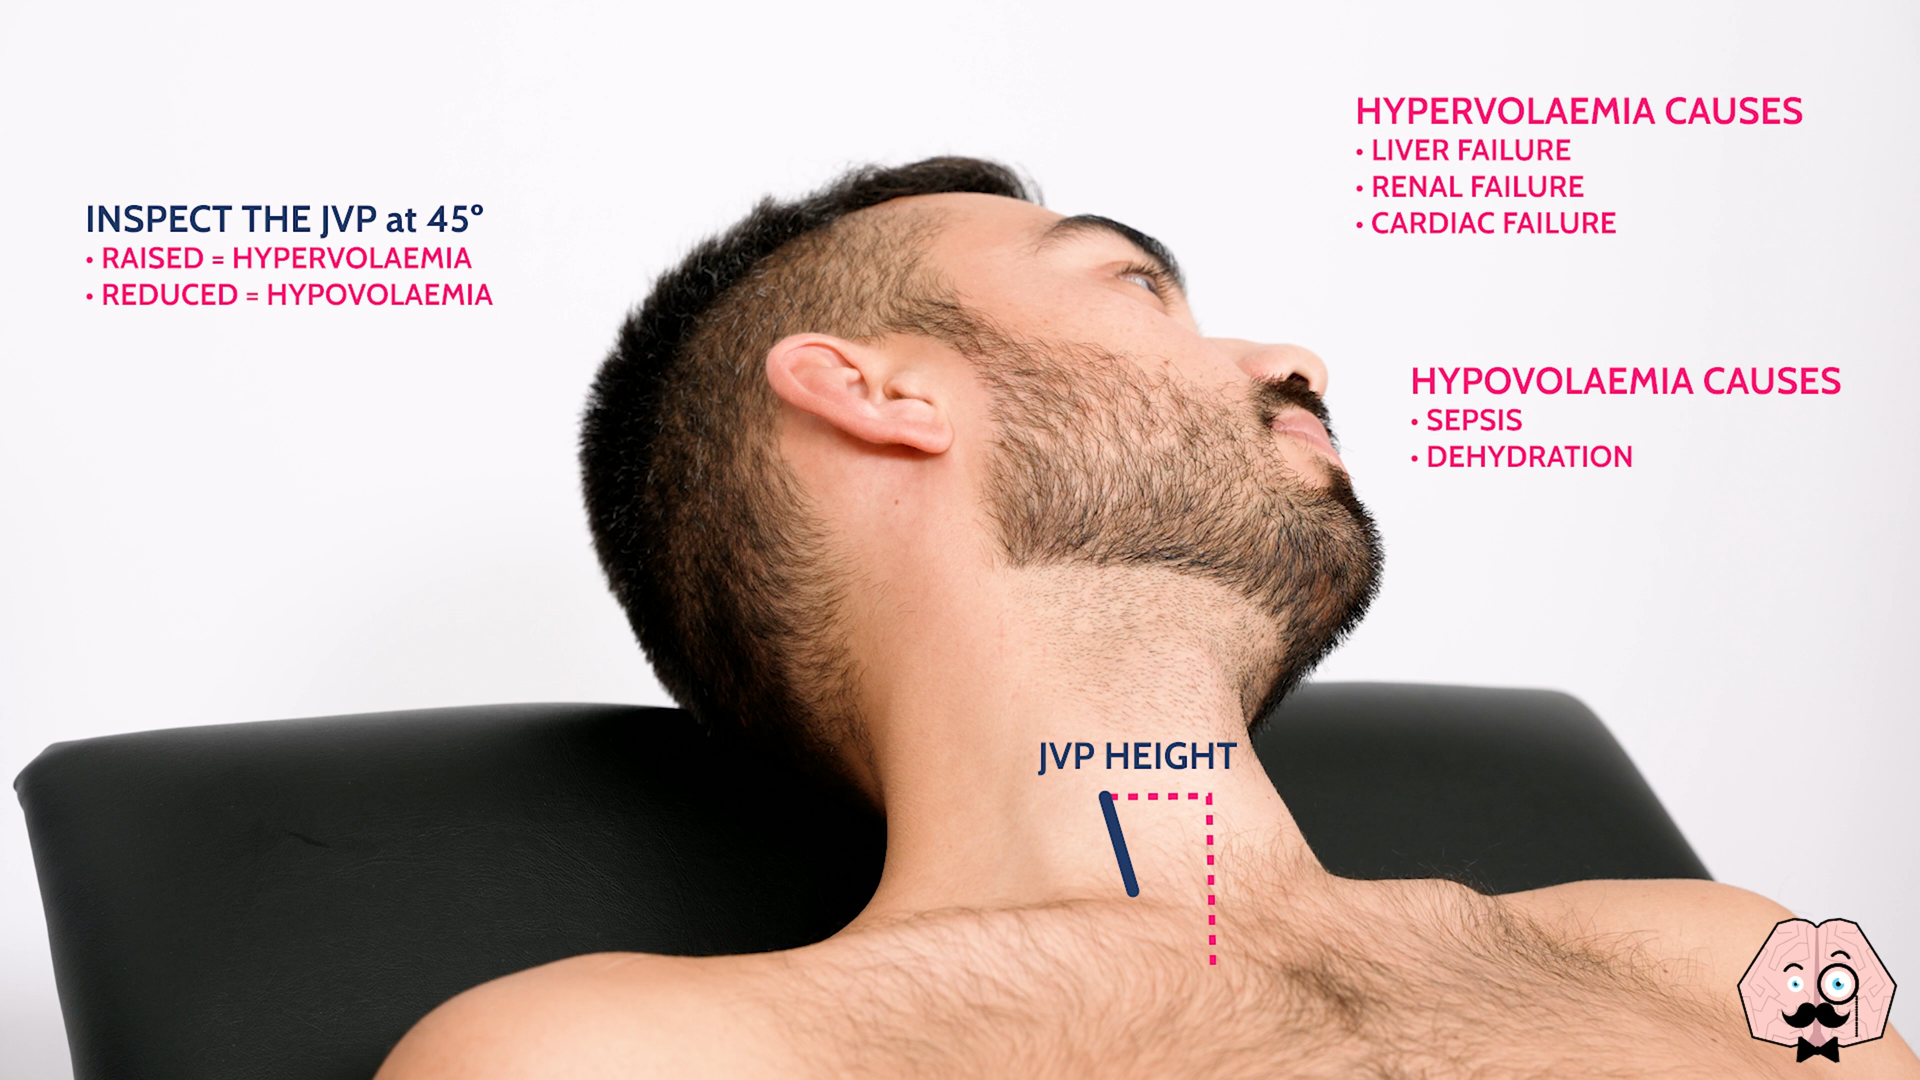 INSPECT THE JVP at 45º
• RAISED = HYPERVOLAEMIA
• REDUCED = HYPOVOLAEMIA
HYPERVOLAEMIA CAUSES
• LIVER FAILURE
• RENAL FAILURE
• CARDIAC FAILURE
HYPOVOLAEMIA CAUSES
• SEPSIS
• DEHYDRATION
JVP HEIGHT